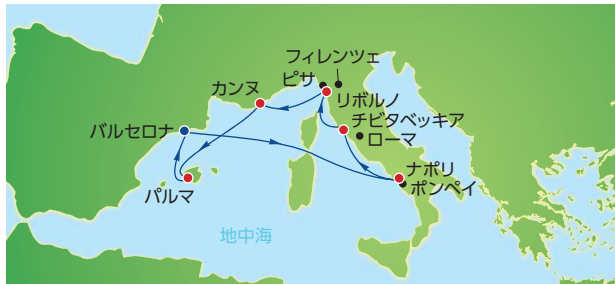 フィレンツェ
ピサ
カンヌ
リボルノ
チビタベッキア
バルセロナ
ローマ
ナポリ
ポンペイ
パルマ
地中海